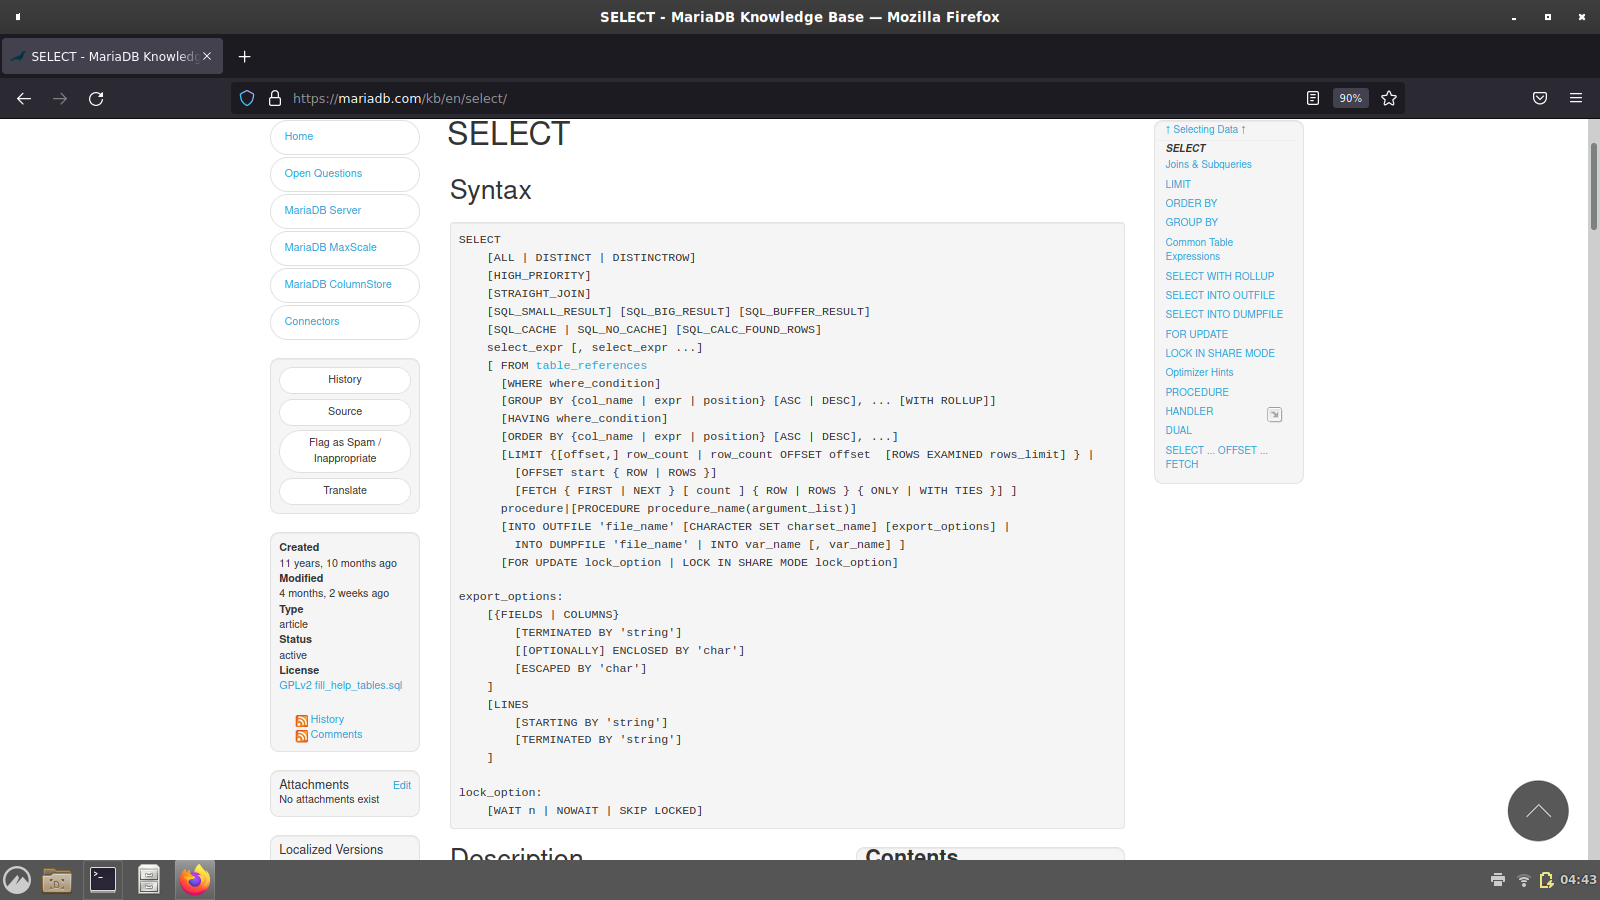 SELECT - MariaDB Knowledge Base — Mozilla Firefox
SELECT - MariaDB Knowledg
https://mariadb.com/kb/en/select/
90%
Home
Open Questions
MariaDB Server
MariaDB MaxScale
MariaDB ColumnStore
Connectors
History
Source
Flag as Spam /
Inappropriate
Translate
Created
11 years, 10 months ago
Modified
4 months, 2 weeks ago
Type
article
Status
active
License
GPLv2 fill_help_tables.sql
History
Comments
Attachments Edit
No attachments exist
Localized Versions
SELECT
Syntax
SELECT
[ALL | DISTINCT | DISTINCTROW]
[HIGH_PRIORITY]
[STRAIGHT_JOIN]
[SQL_SMALL_RESULT] [SQL_BIG_RESULT] [SQL_BUFFER_RESULT]
[SQL_CACHE | SQL_NO_CACHE] [SQL_CALC_FOUND_ROWS]
select_expr [, select_expr ...]
[ FROM table_references
[WHERE where_condition]
[GROUP BY {col_name | expr | position} [ASC | DESC], ... [WITH ROLLUP]]
[HAVING where_condition]
[ORDER BY {col_name | expr | position} [ASC | DESC], ...]
[LIMIT {[offset,] row_count | row_count OFFSET offset  [ROWS EXAMINED rows_limit] } |
[OFFSET start { ROW | ROWS }]
[FETCH { FIRST | NEXT } [ count ] { ROW | ROWS } { ONLY | WITH TIES }] ]
procedure|[PROCEDURE procedure_name(argument_list)]
[INTO OUTFILE 'file_name' [CHARACTER SET charset_name] [export_options] |
INTO DUMPFILE 'file_name' | INTO var_name [, var_name] ]
[FOR UPDATE lock_option | LOCK IN SHARE MODE lock_option]
export_options:
[{FIELDS | COLUMNS}
[TERMINATED BY 'string']
[[OPTIONALLY] ENCLOSED BY 'char']
[ESCAPED BY 'char']
]
[LINES
[STARTING BY 'string']
[TERMINATED BY 'string']
]
lock_option:
[WAIT n | NOWAIT | SKIP LOCKED]
Description
Contents
↑ Selecting Data ↑
SELECT
Joins & Subqueries
LIMIT
ORDER BY
GROUP BY
Common Table
Expressions
SELECT WITH ROLLUP
SELECT INTO OUTFILE
SELECT INTO DUMPFILE
FOR UPDATE
LOCK IN SHARE MODE
Optimizer Hints
PROCEDURE
HANDLER
DUAL
SELECT ... OFFSET ...
FETCH
04:43